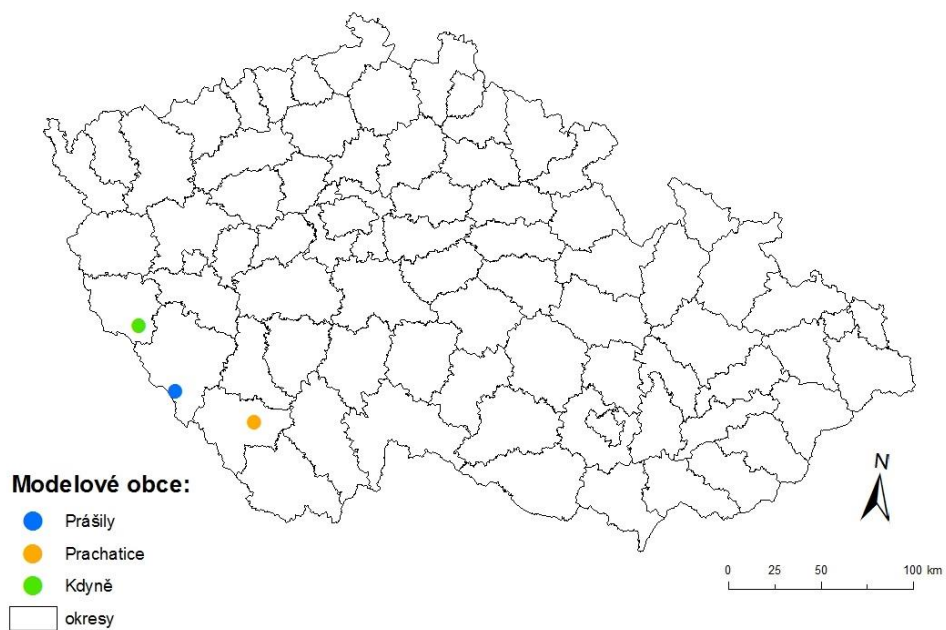 Modelové obce:
Prášily
Prachatice
Kdyně
okresy
N
0 25 50 100 km